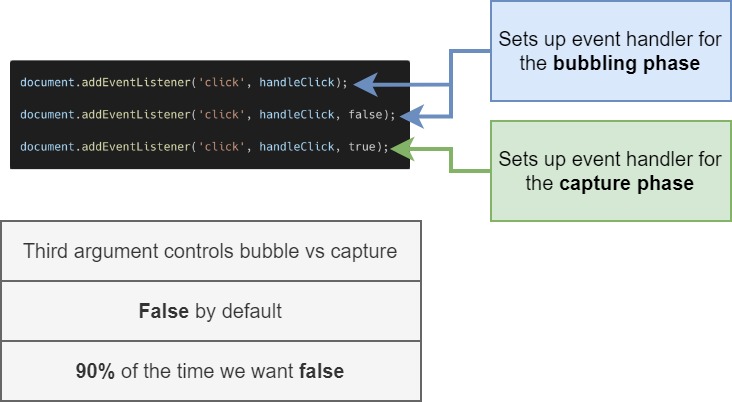 Sets up event handler for
the bubbling phase
document.addEventListener('click', handleClick);
document.addEventListener('click', handleClick, false);
document.addEventListener('click', handleClick, true);
Sets up event handler for
the capture phase
Third argument controls bubble vs capture
False by default
90% of the time we want false